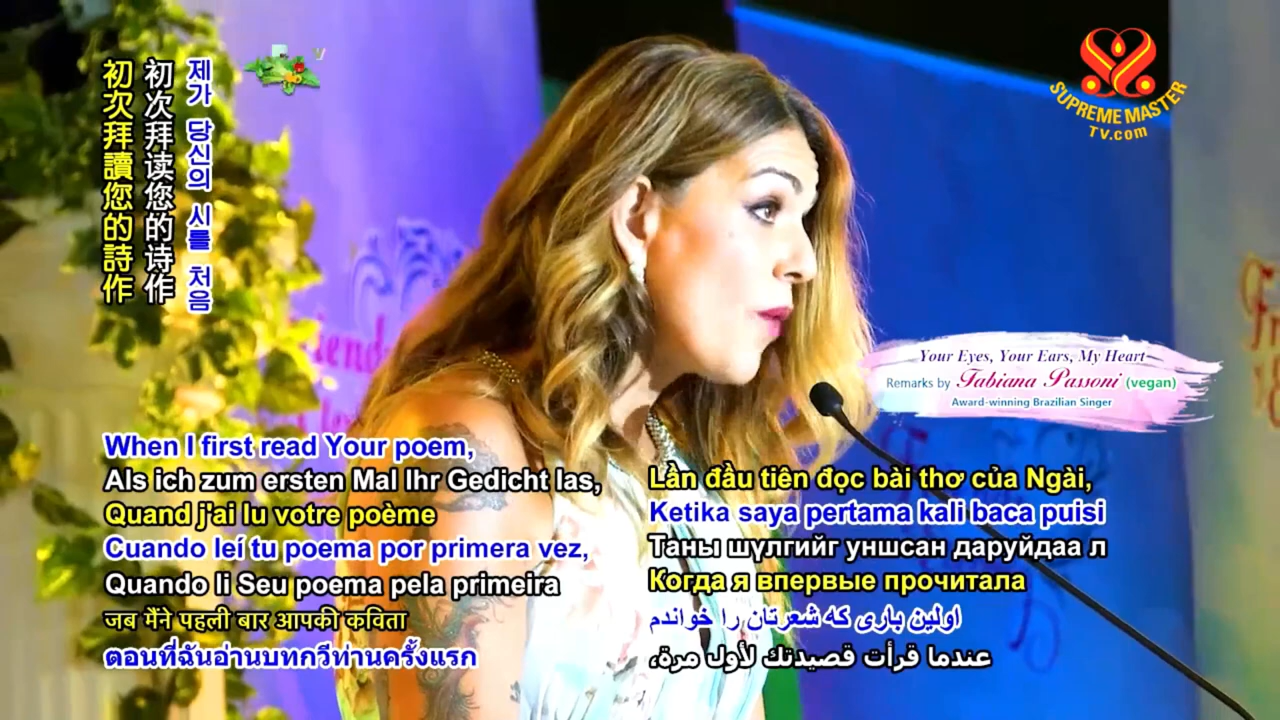 제가 당신의 시를 처음
初次拜读您的诗作
初次拜讀您的詩作
SUPREME MASTER
TV.com
Your Eyes, Your Ears, My Heart
Remarks by Fabiana Passoni (vegan)
Award-winning Brazilian Singer
When I first read Your poem,
Als ich zum ersten Mal Ihr Gedicht las,
Quand j'ai lu votre poème
Cuando leí tu poema por primera vez,
Quando li Seu poema pela primeira
जब मैंने पहली बार आपकी कविता
ตอนที่ฉันอ่านบทกวีท่านครั้งแรก
Lần đầu tiên đọc bài thơ của Ngài,
Ketika saya pertama kali baca puisi
Таны шүлгийг уншсан даруйдаа л
Когда я впервые прочитала
اولین باری که شعرتان را خواندم
عندما قرأت قصيدتك لأول مرة،